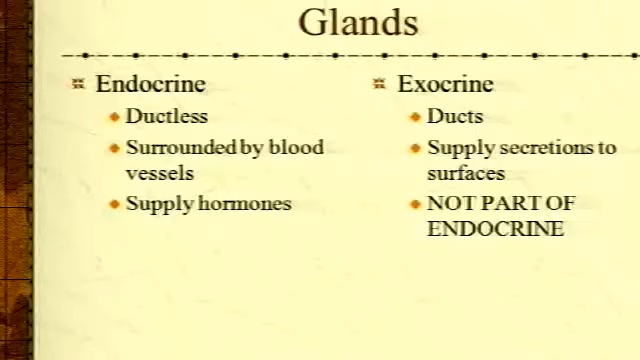 Glands
Endocrine
Ductless
Surrounded by blood
vessels
Supply hormones
Exocrine
Ducts
Supply secretions to
surfaces
NOT PART OF
ENDOCRINE